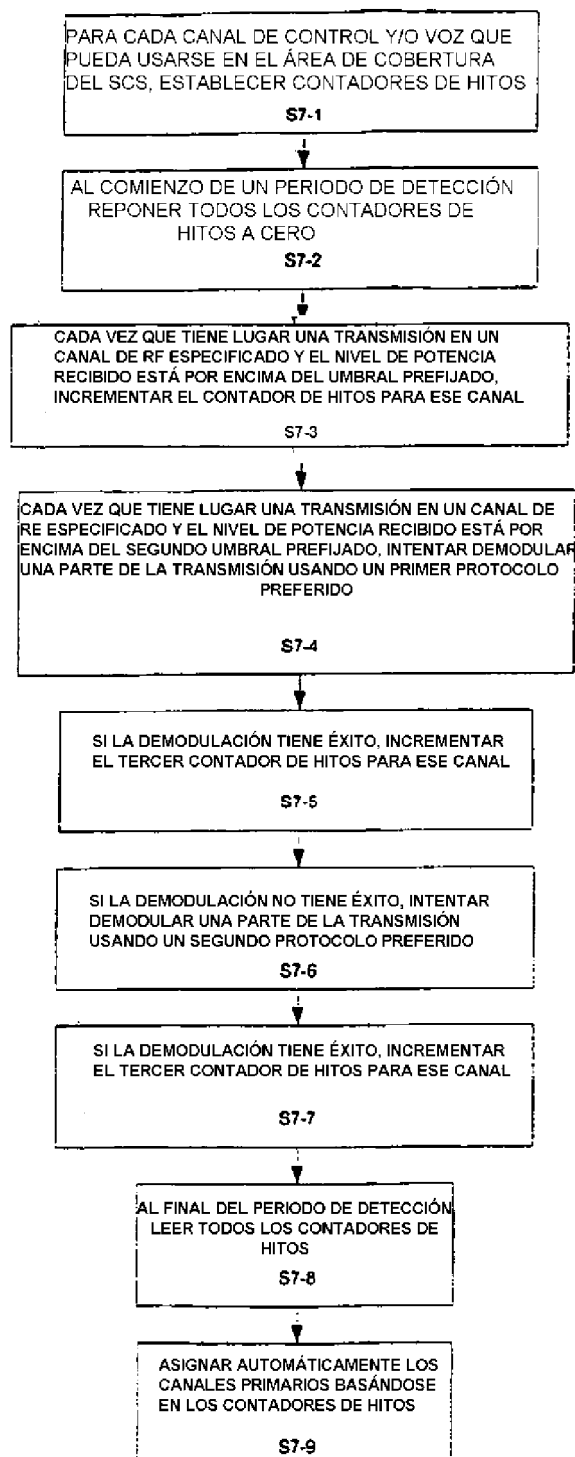 PARA CADA CANAL DE CONTROL Y/O VOZ QUE
PUEDA USARSE EN EL ÁREA DE COBERTURA
DEL SCS, ESTABLECER CONTADORES DE HITOS
S7-1
AL COMIENZO DE UN PERIODO DE DETECCIÓN
REPONER TODOS LOS CONTADORES DE
HITOS A CERO
S7-2
CADA VEZ QUE TIENE LUGAR UNA TRANSMISIÓN EN UN
CANAL DE RF ESPECIFICADO Y EL NIVEL DE POTENCIA
RECIBIDO ESTÁ POR ENCIMA DEL UMBRAL PREFIJADO,
INCREMENTAR EL CONTADOR DE HITOS PARA ESE CANAL
S7-3
CADA VEZ QUE TIENE LUGAR UNA TRANSMISIÓN EN UN CANAL DE
RE ESPECIFICADO Y EL NIVEL DE POTENCIA RECIBIDO ESTÁ POR
ENCIMA DEL SEGUNDO UMBRAL PREFIJADO, INTENTAR DEMODULAR
UNA PARTE DE LA TRANSMISIÓN USANDO UN PRIMER PROTOCOLO
PREFERIDO
S7-4
SI LA DEMODULACIÓN TIENE ÉXITO, INCREMENTAR
EL TERCER CONTADOR DE HITOS PARA ESE CANAL
S7-5
SI LA DEMODULACIÓN NO TIENE ÉXITO, INTENTAR
DEMODULAR UNA PARTE DE LA TRANSMISIÓN
USANDO UN SEGUNDO PROTOCOLO PREFERIDO
S7-6
SI LA DEMODULACIÓN TIENE ÉXITO, INCREMENTAR
EL TERCER CONTADOR DE HITOS PARA ESE CANAL
S7-7
AL FINAL DEL PERIODO DE DETECCIÓN
LEER TODOS LOS CONTADORES DE
HITOS
S7-8
ASIGNAR AUTOMÁTICAMENTE LOS
CANALES PRIMARIOS BASÁNDOSE
EN LOS CONTADORES DE HITOS
S7-9